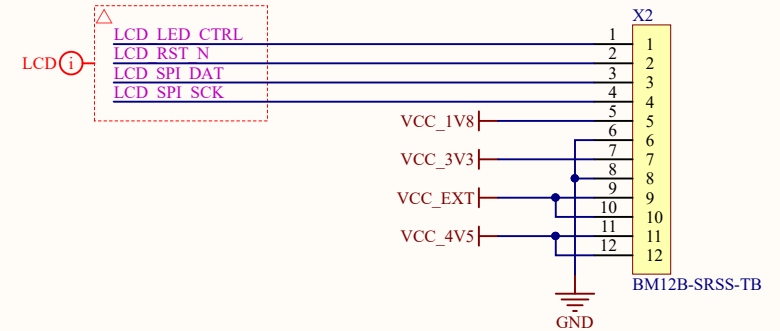 X2
LCD_LED_CTRL 1 1
LCD_RST_N 2 2
LCD i
LCD_SPI_DAT 3 3
LCD_SPI_SCK 4 4
VCC_1V8 5 5
6 6
VCC_3V3 7 7
8 8
VCC_EXT 9 9
10 10
VCC_4V5 11 11
12 12
BM12B-SRSS-TB
GND